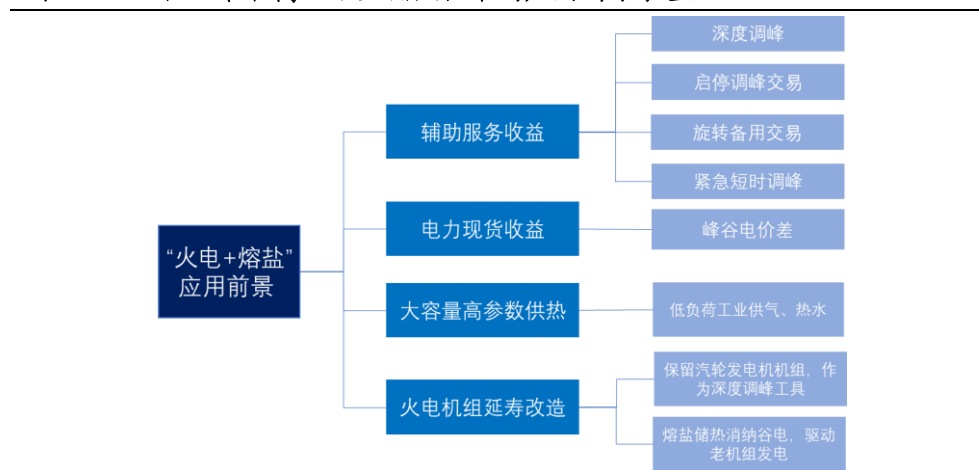 “火电+熔盐”
应用前景
辅助服务收益
深度调峰
启停调峰交易
旋转备用交易
紧急短时调峰
电力现货收益
峰谷电价差
大容量高参数供热
低负荷工业供气、热水
火电机组延寿改造
保留汽轮发电机机组，作
为深度调峰工具
熔盐储热消纳谷电，驱动
老机组发电